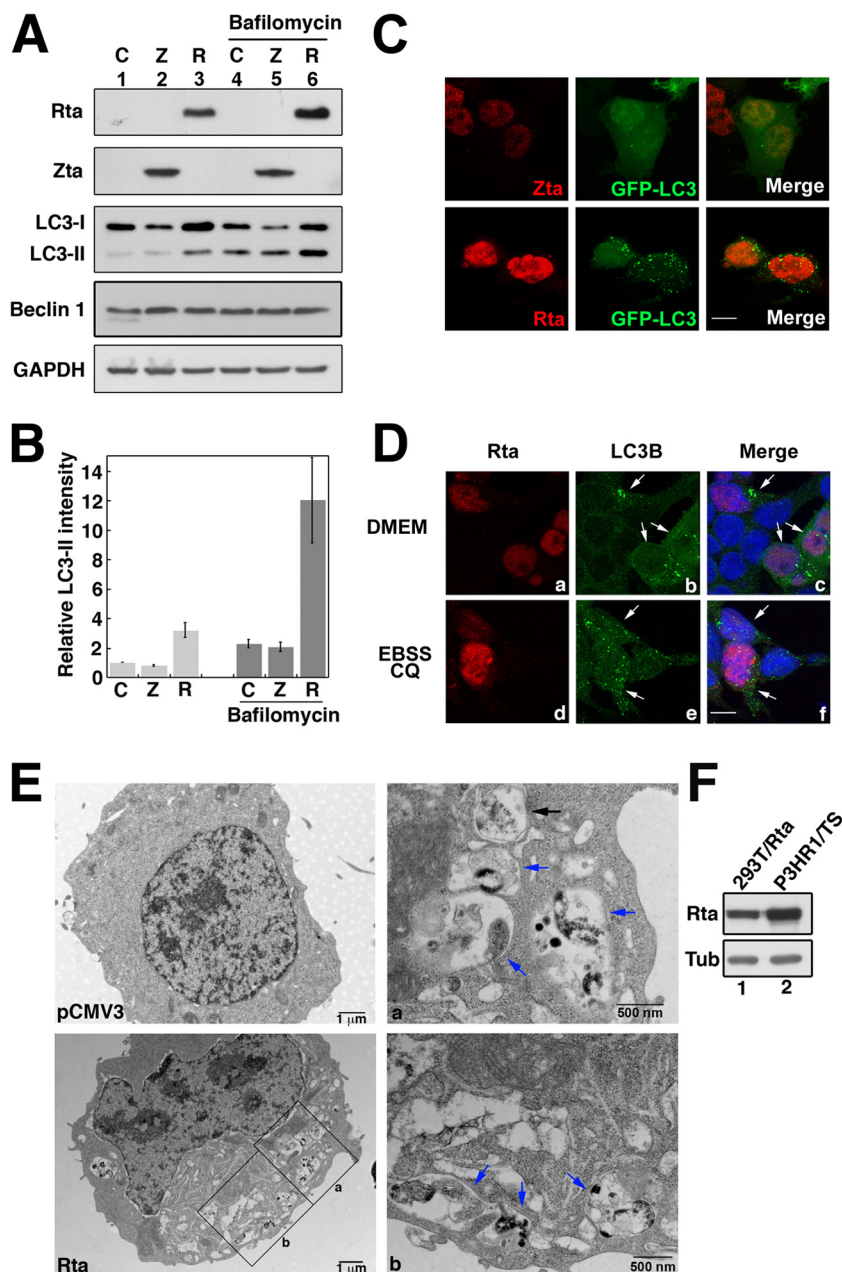 A
Bafilomycin
C Z R C Z R
1 2 3 4 5 6
Rta
Zta
LC3-I
LC3-II
Beclin 1
GAPDH
B
Relative LC3-II intensity
14
12
10
8
6
4
2
0
C Z R C Z R
Bafilomycin
C
Zta GFP-LC3 Merge
Rta GFP-LC3 Merge
D
Rta LC3B Merge
DMEM
a b c
EBSS
CQ
d e f
E
pCMV3
1 μm
a
500 nm
a
b
Rta
1 μm
b
500 nm
F
293T/Rta
P3HR1/TS
Rta
Tub
1 2